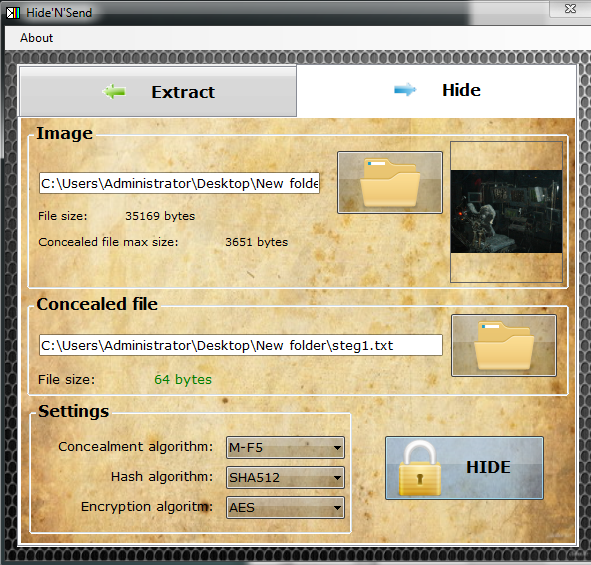 Hide'N'Send
About
Extract
Hide
Image
C:\Users\Administrator\Desktop\New folde
File size: 35169 bytes
Concealed file max size: 3651 bytes
Concealed file
C:\Users\Administrator\Desktop\New folder\steg1.txt
File size: 64 bytes
Settings
Concealment algorithm: M-F5
Hash algorithm: SHA512
Encryption algoritm: AES
HIDE